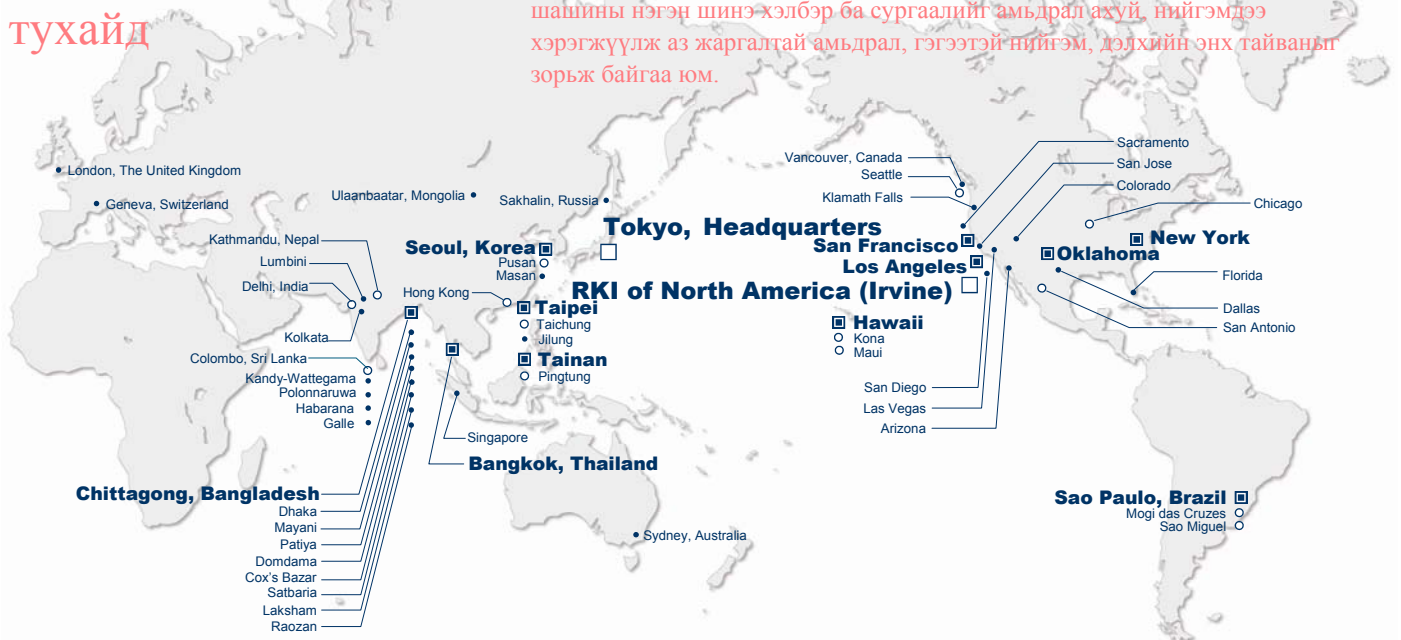 тухайд
шашины нэгэн шинэ хэлбэр ба сургаалийг амьдрал ахуй, нийгэмдээ
хэрэгжүүлж аз жаргалтай амьдрал, гэгээтэй нийгэм, дэлхийн энх тайваныг
зорьж байгаа юм.
London, The United Kingdom
Geneva, Switzerland
Ulaanbaatar, Mongolia
Sakhalin, Russia
Tokyo, Headquarters
Kathmandu, Nepal
Lumbini
Delhi, India
Kolkata
Seoul, Korea
Pusan
Masan
Hong Kong
RKI of North America (Irvine)
Taipei
Taichung
Jilung
Tainan
Pingtung
Colombo, Sri Lanka
Kandy-Wattegama
Polonnaruwa
Habarana
Galle
Singapore
Bangkok, Thailand
Chittagong, Bangladesh
Dhaka
Mayani
Patiya
Domdama
Cox's Bazar
Satbaria
Laksham
Raozan
Sydney, Australia
Vancouver, Canada
Seattle
Klamath Falls
San Francisco
Los Angeles
Hawaii
Kona
Maui
San Diego
Las Vegas
Arizona
Sacramento
San Jose
Colorado
Chicago
New York
Oklahoma
Florida
Dallas
San Antonio
Sao Paulo, Brazil
Mogi das Cruzes
Sao Miguel